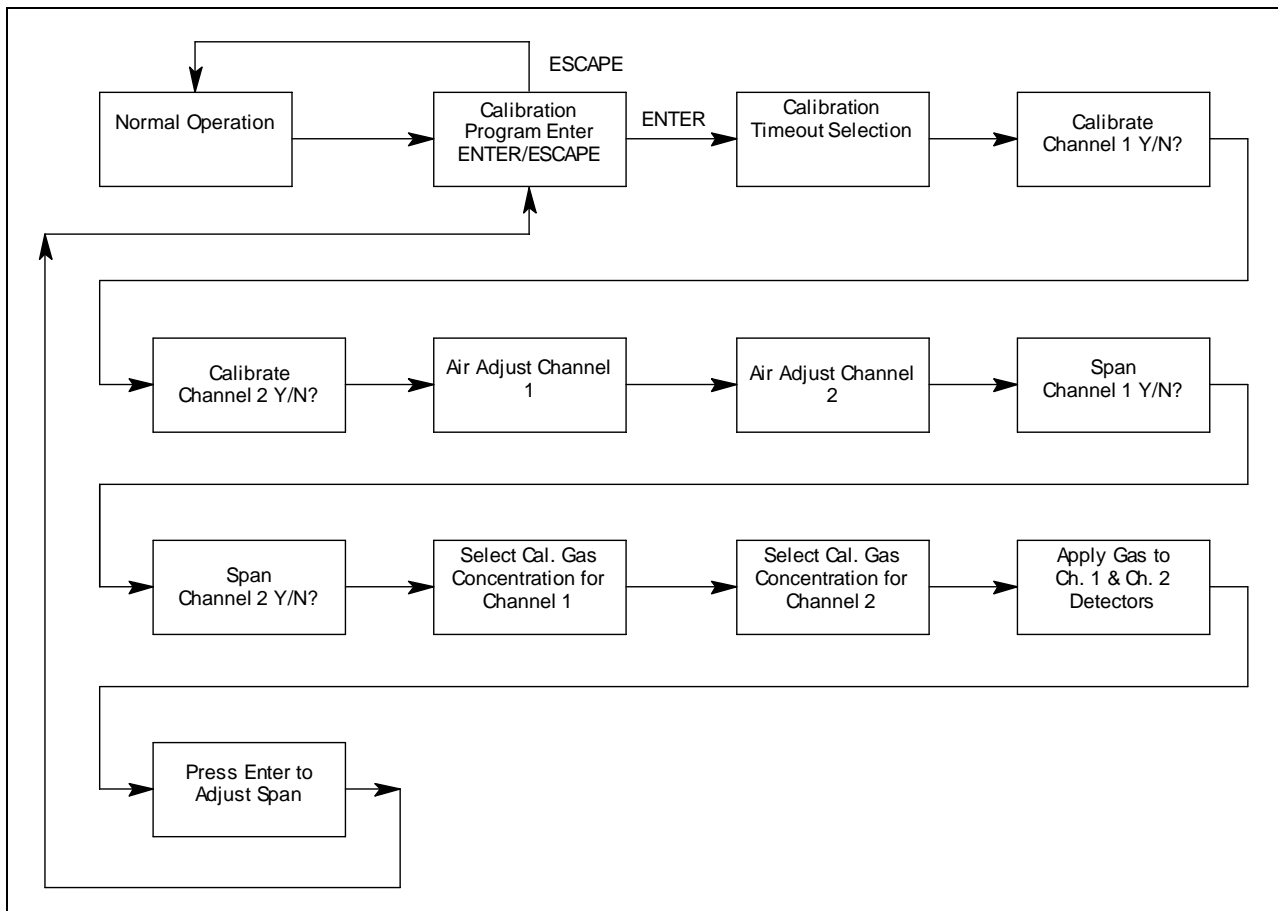 ESCAPE
Normal Operation
Calibration
Program Enter
ENTER/ESCAPE
ENTER
Calibration
Timeout Selection
Calibrate
Channel 1 Y/N?
Calibrate
Channel 2 Y/N?
Air Adjust Channel
1
Air Adjust Channel
2
Span
Channel 1 Y/N?
Span
Channel 2 Y/N?
Select Cal. Gas
Concentration for
Channel 1
Select Cal. Gas
Concentration for
Channel 2
Apply Gas to
Ch. 1 & Ch. 2
Detectors
Press Enter to
Adjust Span